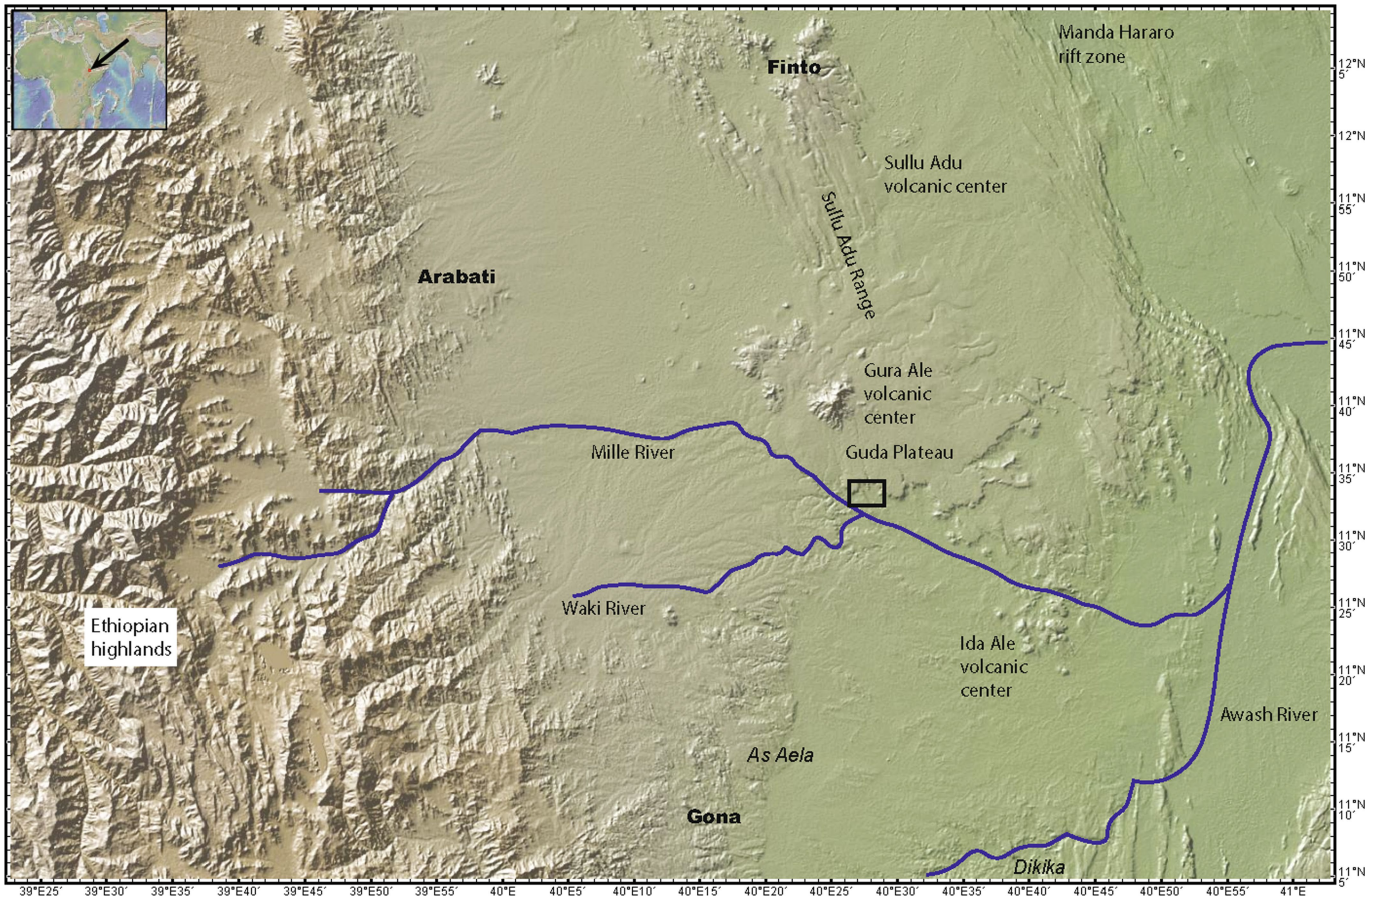 Manda Hararo
rift zone
Finto
Sullu Adu
volcanic center
Sullu Adu Range
Arabati
Gura Ale
volcanic
center
Mille River
Guda Plateau
Waki River
Ethiopian
highlands
Ida Ale
volcanic
center
Awash River
As Aela
Gona
Dikika
12°N
5´
12°N
11°N
55´
11°N
50´
11°N
45´
11°N
40´
11°N
35´
11°N
30´
11°N
25´
11°N
20´
11°N
15´
11°N
10´
11°N
5´
39°E25 39°E30 39°E35 39°E40 39°E45 39°E50 39°E55 40°E 40°E05 40°E10 40°E15 40°E20 40°E25 40°E30 40°E35 40°E40 40°E45 40°E50 40°E55 41°E